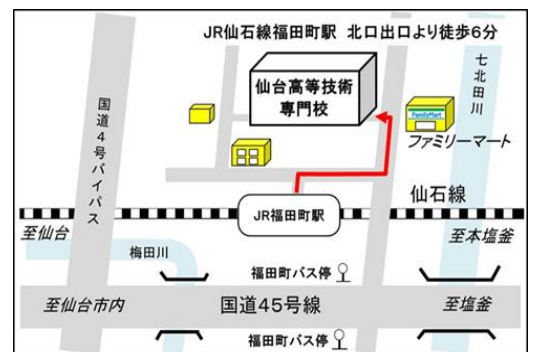 JR仙石線福田町駅 北口出口より徒歩6分
仙台高等技術
専門校
七北田川
国道4号バイパス
FamilyMart
ファミリーマート
仙石線
JR福田町駅
至仙台
至本塩釜
梅田川
福田町バス停
至仙台市内
国道45号線
至塩釜
福田町バス停